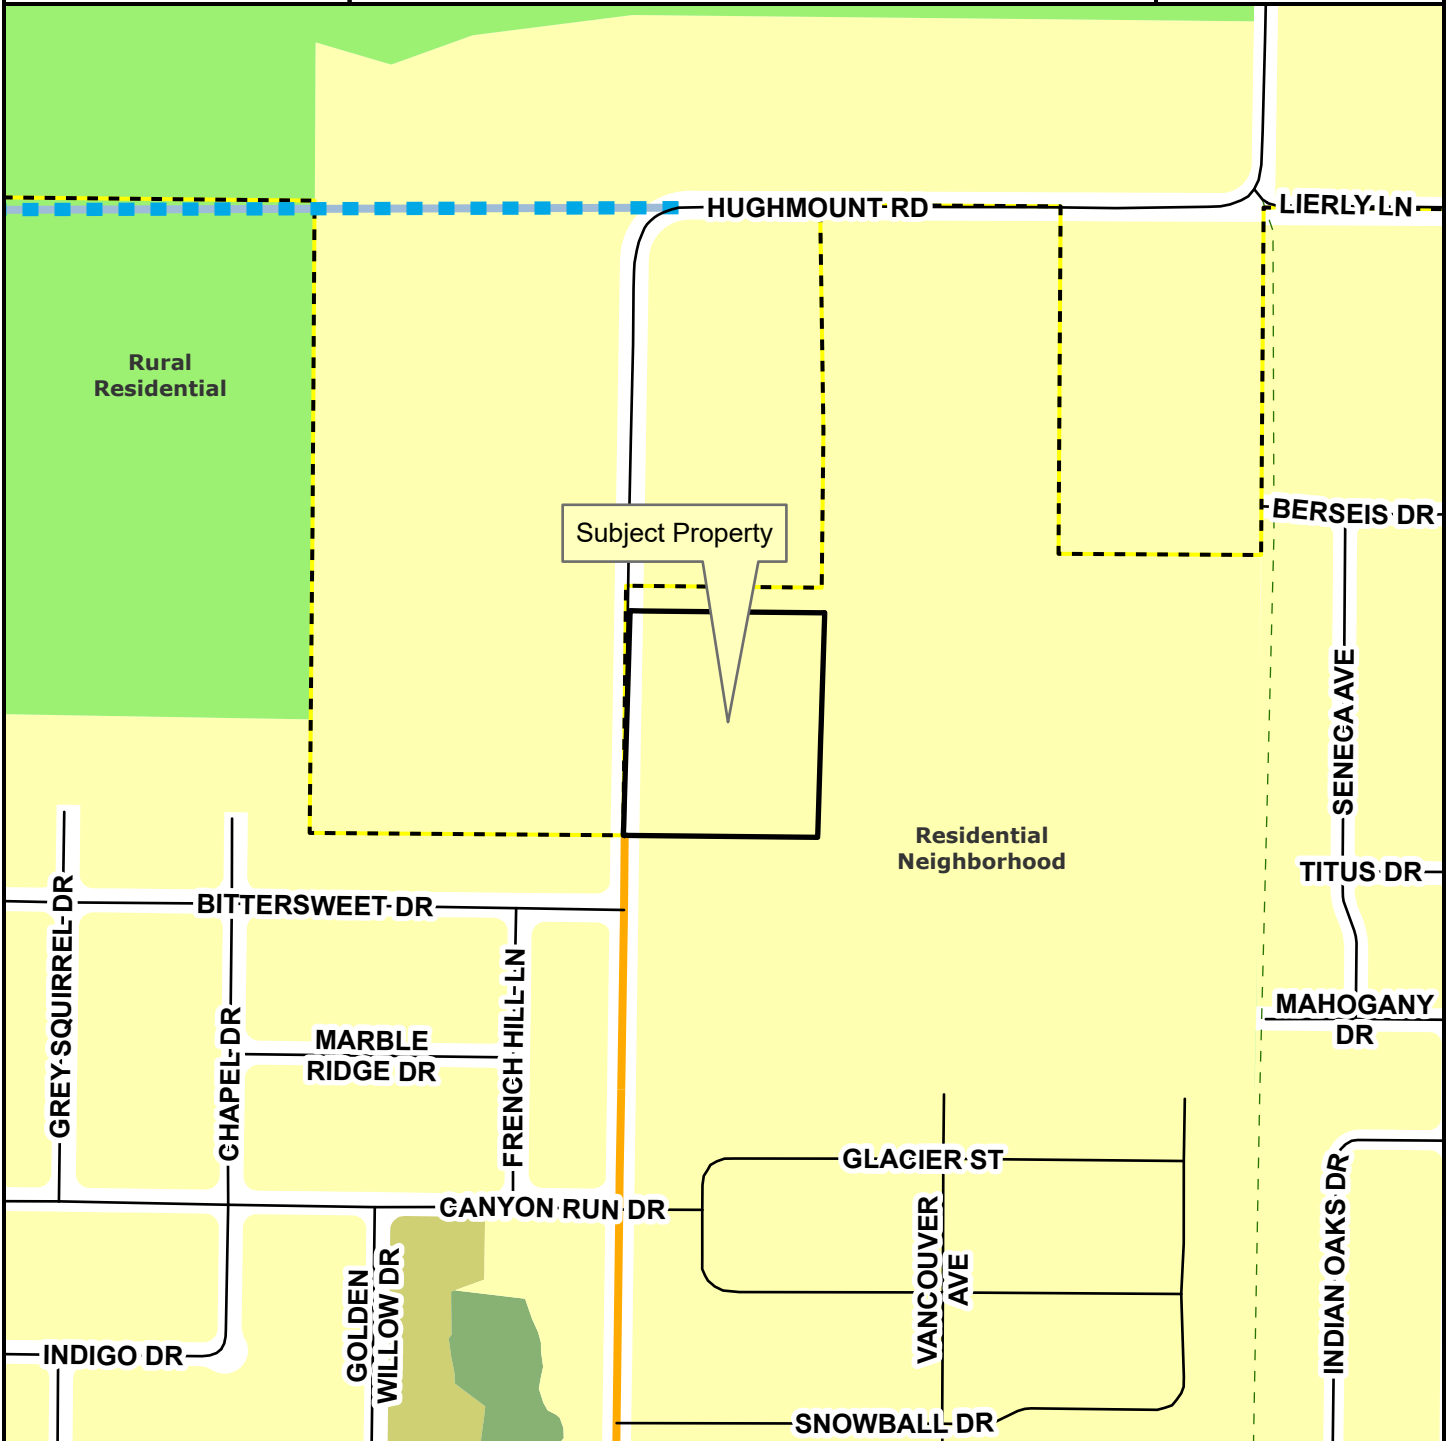 HUGHMOUNT RD
LIERLY LN
Rural
Residential
BERSEIS DR
Subject Property
SENECA AVE
Residential
Neighborhood
TITUS DR
GREY SQUIRREL DR
BITTERSWEET DR
FRENCH HILL LN
CHAPEL DR
MARBLE
RIDGE DR
MAHOGANY
DR
GLACIER ST
CANYON RUN DR
VANCOUVER
AVE
INDIAN OAKS DR
GOLDEN
WILLOW DR
INDIGO DR
SNOWBALL DR